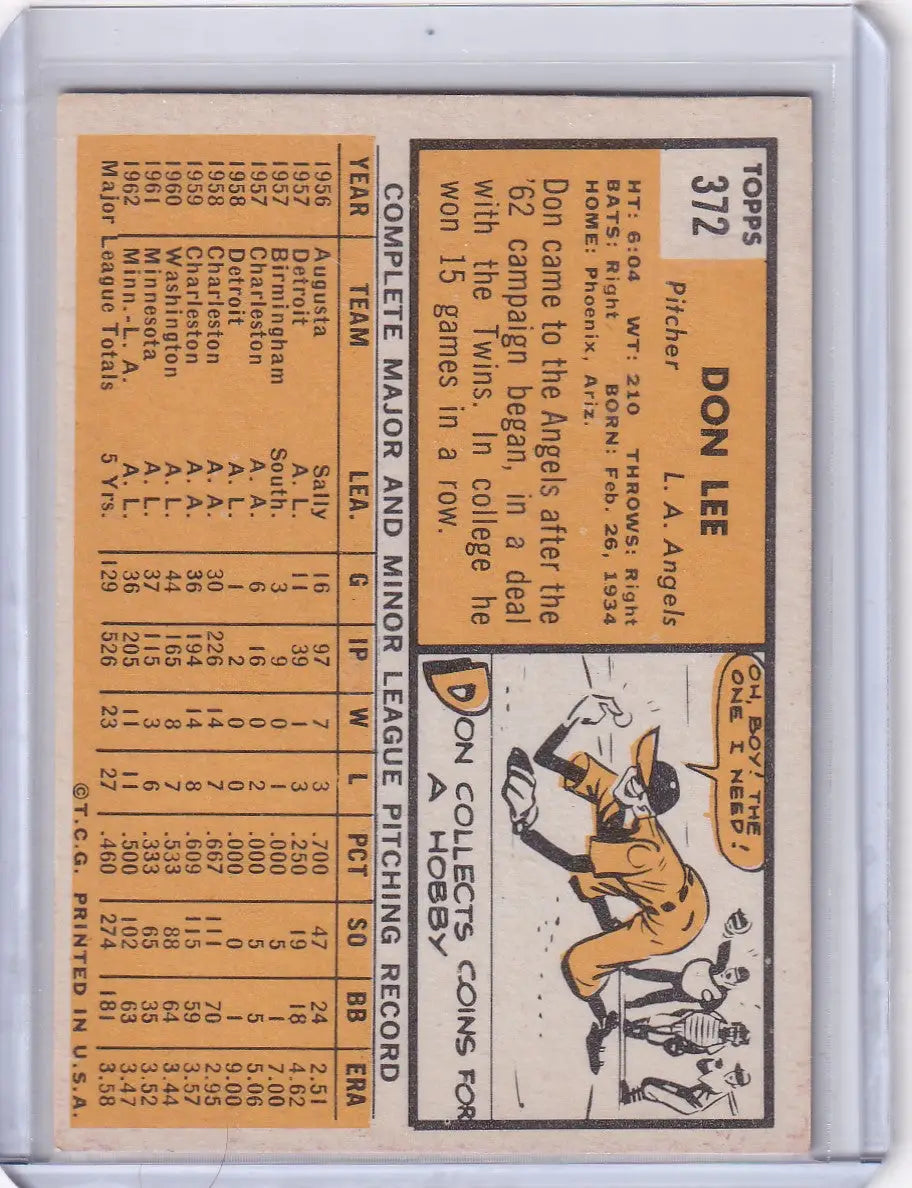 TOPPS
372
DON LEE
Pitcher L. A. Angels
HT: 6:04 WT: 210 THROWS: Right
BATS: Right BORN: Feb. 26, 1934
HOME: Phoenix, Ariz.
Don came to the Angels after the
'62 campaign began, in a deal
with the Twins. In college he
won 15 games in a row.
OH, BOY! THE
ONE I NEED!
DON COLLECTS COINS FOR
A HOBBY
COMPLETE MAJOR AND MINOR LEAGUE PITCHING RECORD
YEAR TEAM LEA. G IP W L PCT SO BB ERA
1956 Augusta Sally 16 97 7 3 .700 47 24 2.51
1957 Detroit A. L. 11 39 1 3 .250 19 18 4.62
1957 Birmingham South. 3 9 0 1 .000 5 1 7.00
1957 Charleston A. A. 6 16 0 2 .000 5 5 5.06
1958 Detroit A. L. 1 2 0 0 .000 0 1 9.00
1958 Charleston A. A. 30 226 14 7 .667 111 70 2.95
1959 Charleston A. A. 36 194 14 8 .609 115 59 3.57
1960 Washington A. L. 44 165 8 7 .533 88 64 3.44
1961 Minnesota A. L. 37 115 3 6 .333 65 35 3.52
1962 Minn.-L. A. A. L. 36 205 11 11 .500 102 63 3.47
Major League Totals 5 Yrs. 129 526 23 27 .460 274 181 3.58
©T.C.G. PRINTED IN U.S.A.